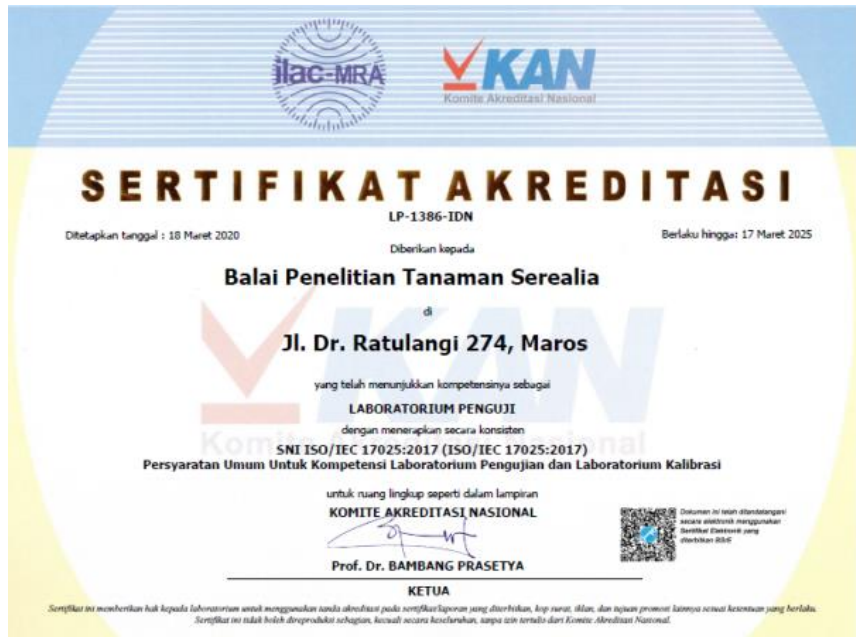 ilac-MRA
KAN
Komite Akreditasi Nasional
SERTIFIKAT AKREDITASI
LP-1386-IDN
Ditetapkan tanggal : 18 Maret 2020
Berlaku hingga: 17 Maret 2025
Diberikan kepada
Balai Penelitian Tanaman Serealia
di
Jl. Dr. Ratulangi 274, Maros
yang telah menunjukkan kompetensinya sebagai
LABORATORIUM PENGUJI
dengan menerapkan secara konsisten
SNI ISO/IEC 17025:2017 (ISO/IEC 17025:2017)
Persyaratan Umum Untuk Kompetensi Laboratorium Pengujian dan Laboratorium Kalibrasi
untuk ruang lingkup seperti dalam lampiran
KOMITE AKREDITASI NASIONAL
Dokumen ini telah ditandatangani
secara elektronik menggunakan
Sertifikat Elektronik yang
diterbitkan BSrE
Prof. Dr. BAMBANG PRASETYA
KETUA
Sertifikat ini memberikan hak kepada laboratorium untuk menggunakan tanda akreditasi pada sertifikat/laporan yang diterbitkan, kop surat, iklan, dan tujuan promosi lainnya sesuai ketentuan yang berlaku.
Sertifikat ini tidak boleh direproduksi sebagian, kecuali secara keseluruhan, tanpa izin tertulis dari Komite Akreditasi Nasional.
KAN
Komite Akreditasi Nasional